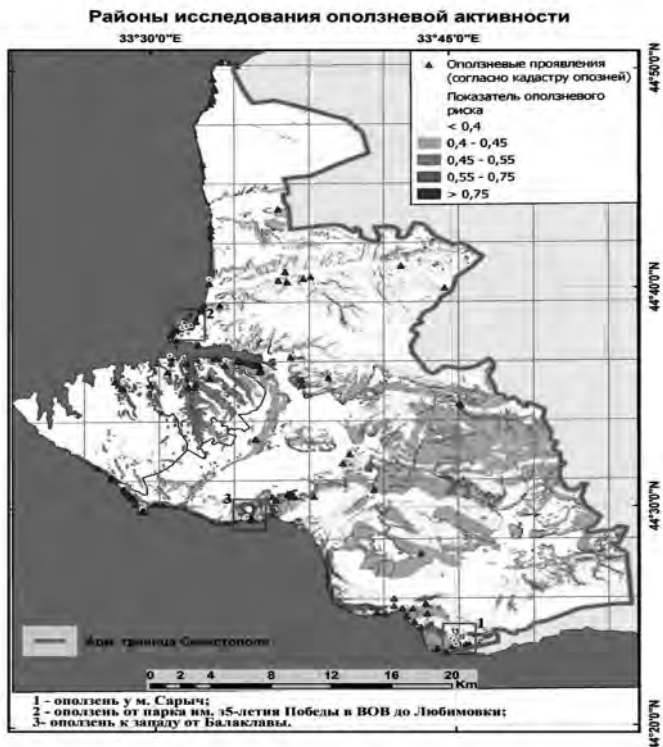 Районы исследования оползневой активности
33°30'0"E 33°45'0"E
44°50'0"N
▲ Оползневые проявления
(согласно кадастру опозней)
Показатель оползневого
риска
< 0,4
0,4 - 0,45
0,45 - 0,55
0,55 - 0,75
> 0,75
44°40'0"N
2
3
44°30'0"N
1
Адм. граница Севастополя
0 2 4 8 12 16 20
Km
44°20'0"N
1 - оползень у м. Сарыч;
2 - оползень от парка им. з5-летия Победы в ВОВ до Любимовки;
3- оползень к западу от Балаклавы.